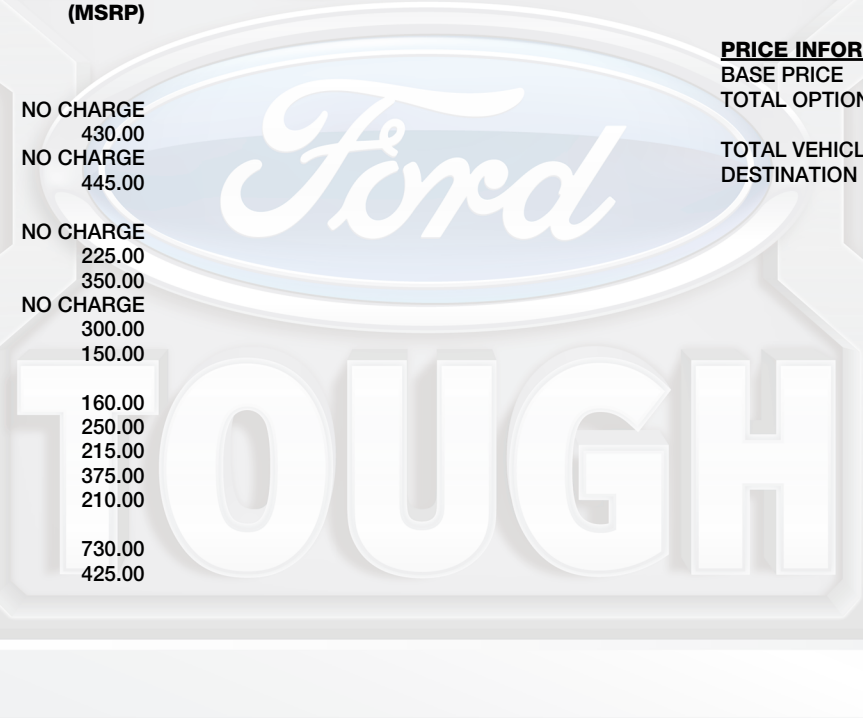 (MSRP)
NO CHARGE
430.00
NO CHARGE
445.00
NO CHARGE
225.00
350.00
NO CHARGE
300.00
150.00
160.00
250.00
215.00
375.00
210.00
730.00
425.00
PRICE INFOR
BASE PRICE
TOTAL OPTION
TOTAL VEHICL
DESTINATION
Ford
TOUGH